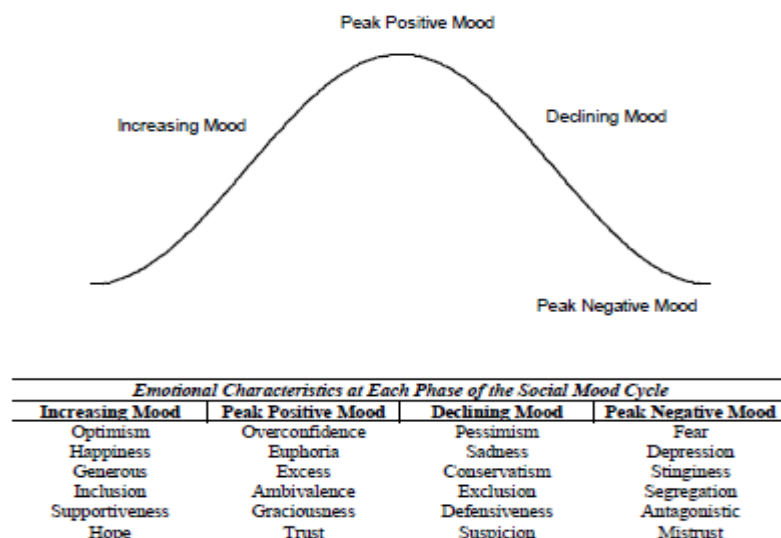 Peak Positive Mood
Increasing Mood
Declining Mood
Peak Negative Mood
Emotional Characteristics at Each Phase of the Social Mood Cycle
Increasing Mood Peak Positive Mood Declining Mood Peak Negative Mood
Optimism Overconfidence Pessimism Fear
Happiness Euphoria Sadness Depression
Generous Excess Conservatism Stinginess
Inclusion Ambivalence Exclusion Segregation
Supportiveness Graciousness Defensiveness Antagonistic
Hope Trust Suspicion Mistrust